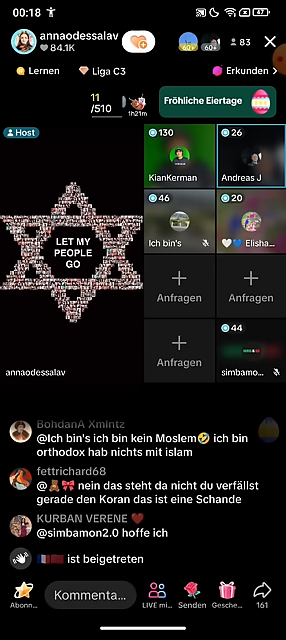 00:18
47
annaodessalav
84.1K
60+
60+
83
Lernen
Liga C3
Erkunden >
11
/510
1h21m
Fröhliche Eiertage
Host
130
26
KianKerman
Andreas J
LET MY
PEOPLE
GO
46
20
Ich bin's
Elisha...
Anfragen
Anfragen
Anfragen
44
simbamo...
annaodessalav
BohdanA Xmlntz
@Ich bin's ich bin kein Moslem🤣 ich bin
orthodox hab nichts mit islam
fettrichard68
@🧸🎀 nein das steht da nicht du verfälst
gerade den Koran das ist eine Schande
KURBAN VERENE ❤️
@simbamon2.0 hoffe ich
ist beigetreten
Kommenta...
Abonn...
LIVE mi...
Senden
Gesche...
161